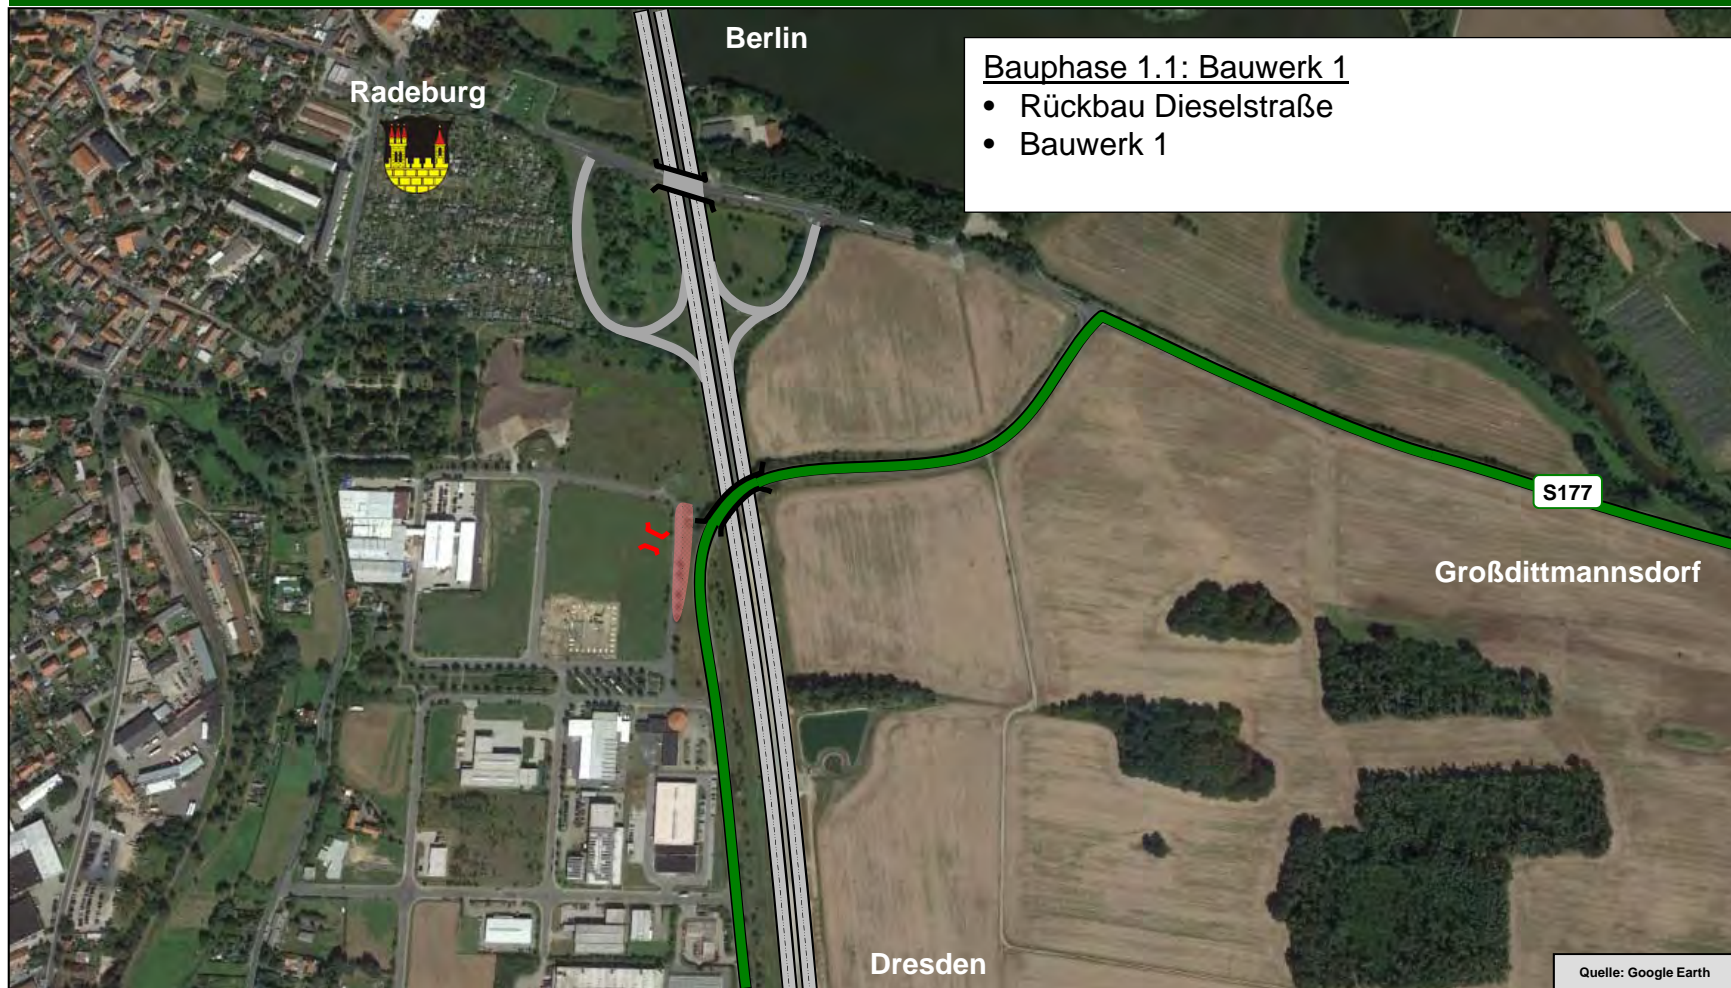 Berlin
Radeburg
Bauphase 1.1: Bauwerk 1
• Rückbau Dieselstraße
• Bauwerk 1
S177
Großdittmannsdorf
Dresden
Quelle: Google Earth